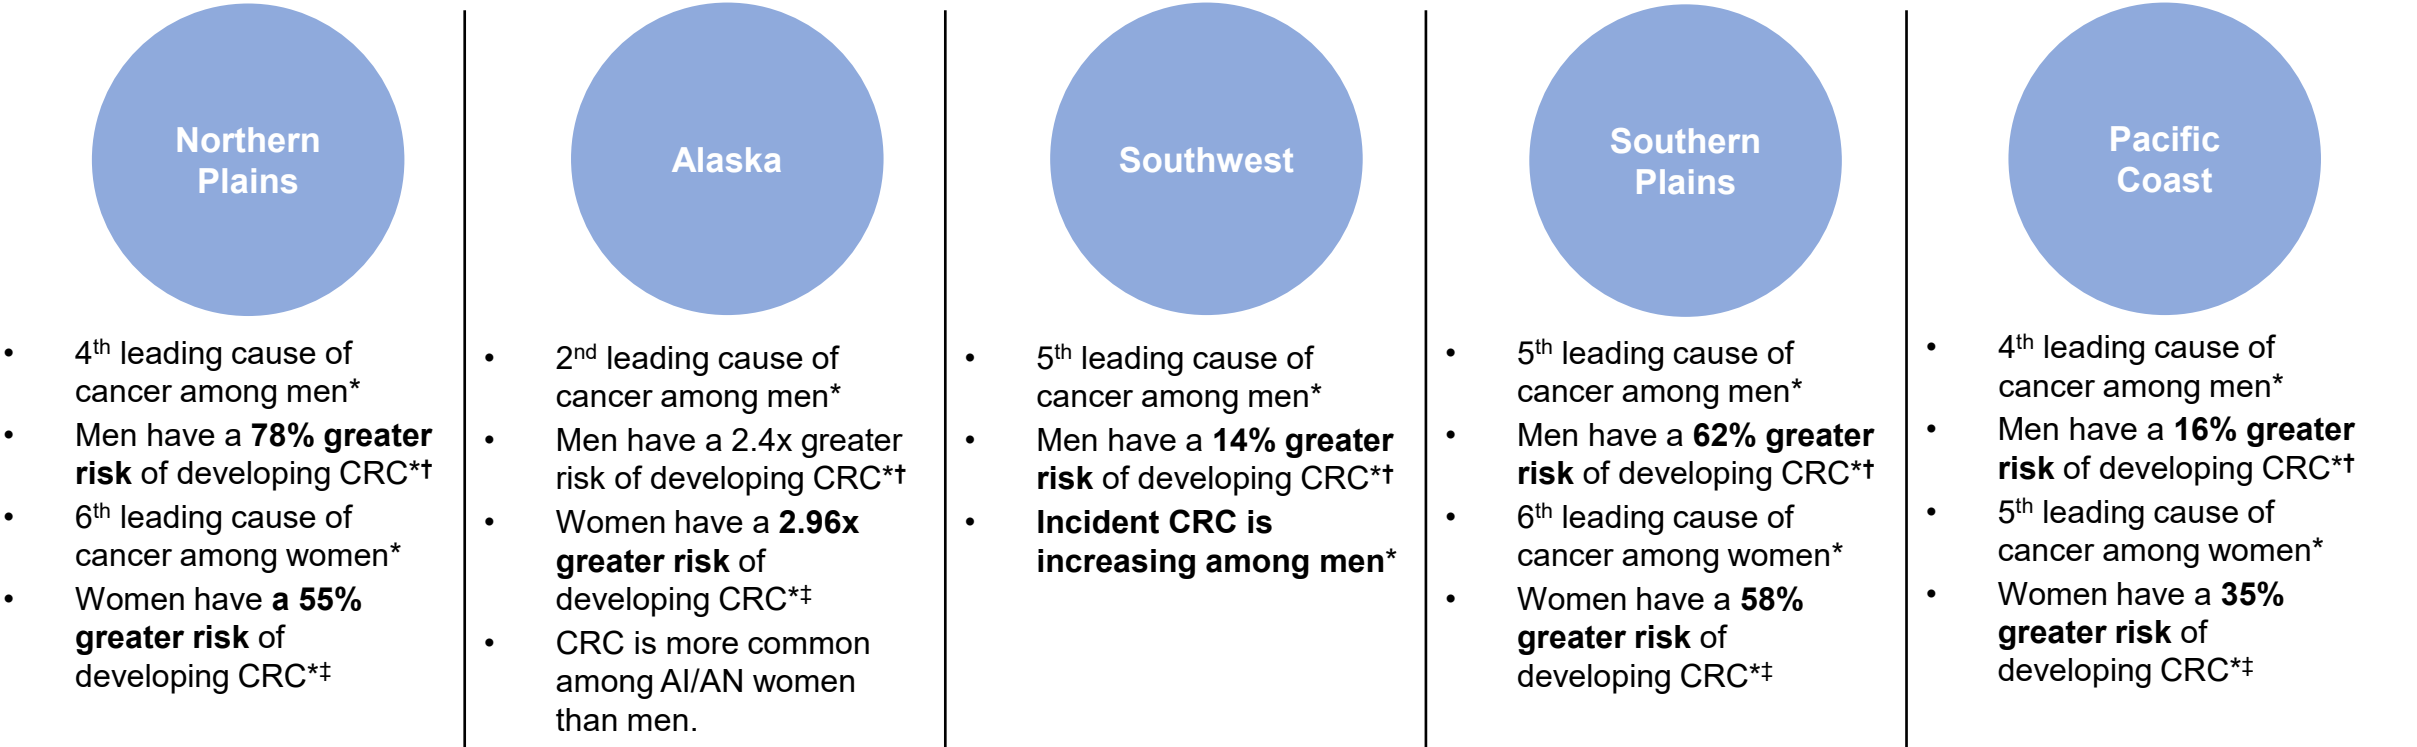 Northern
Plains
• 4th leading cause of
cancer among men*
• Men have a 78% greater
risk of developing CRC*†
• 6th leading cause of
cancer among women*
• Women have a 55%
greater risk of
developing CRC*‡
Alaska
• 2nd leading cause of
cancer among men*
• Men have a 2.4x greater
risk of developing CRC*†
• Women have a 2.96x
greater risk of
developing CRC*‡
• CRC is more common
among AI/AN women
than men.
Southwest
• 5th leading cause of
cancer among men*
• Men have a 14% greater
risk of developing CRC*†
• Incident CRC is
increasing among men*
Southern
Plains
• 5th leading cause of
cancer among men*
• Men have a 62% greater
risk of developing CRC*†
• 6th leading cause of
cancer among women*
• Women have a 58%
greater risk of
developing CRC*‡
Pacific
Coast
• 4th leading cause of
cancer among men*
• Men have a 16% greater
risk of developing CRC*†
• 5th leading cause of
cancer among women*
• Women have a 35%
greater risk of
developing CRC*‡